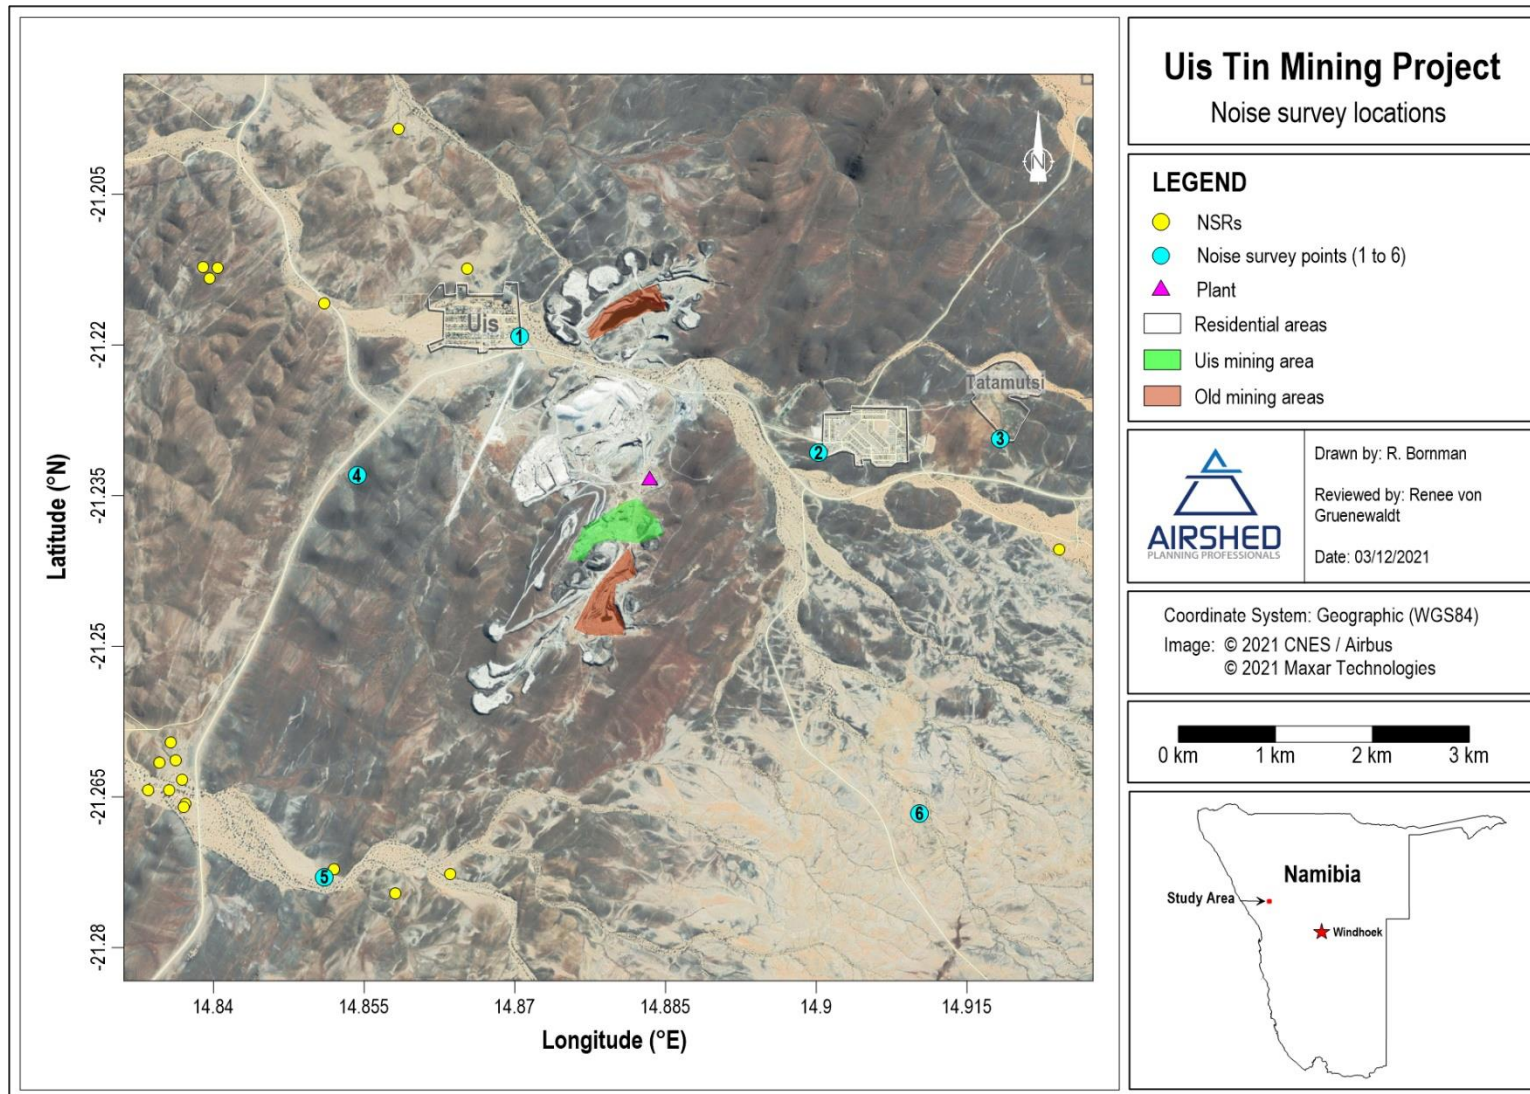 Uis Tin Mining Project
Noise survey locations
LEGEND
NSRs
Noise survey points (1 to 6)
Plant
Residential areas
Uis mining area
Old mining areas
AIRSHED
PLANNING PROFESSIONALS
Drawn by: R. Bornman
Reviewed by: Renee von
Gruenewaldt
Date: 03/12/2021
Coordinate System: Geographic (WGS84)
Image: © 2021 CNES / Airbus
© 2021 Maxar Technologies
0 km 1 km 2 km 3 km
Namibia
Study Area
Windhoek
N
Uis
Tatamutsi
1
2
3
4
5
6
Latitude (°N)
-21.205
-21.22
-21.235
-21.25
-21.265
-21.28
14.84 14.855 14.87 14.885 14.9 14.915
Longitude (°E)